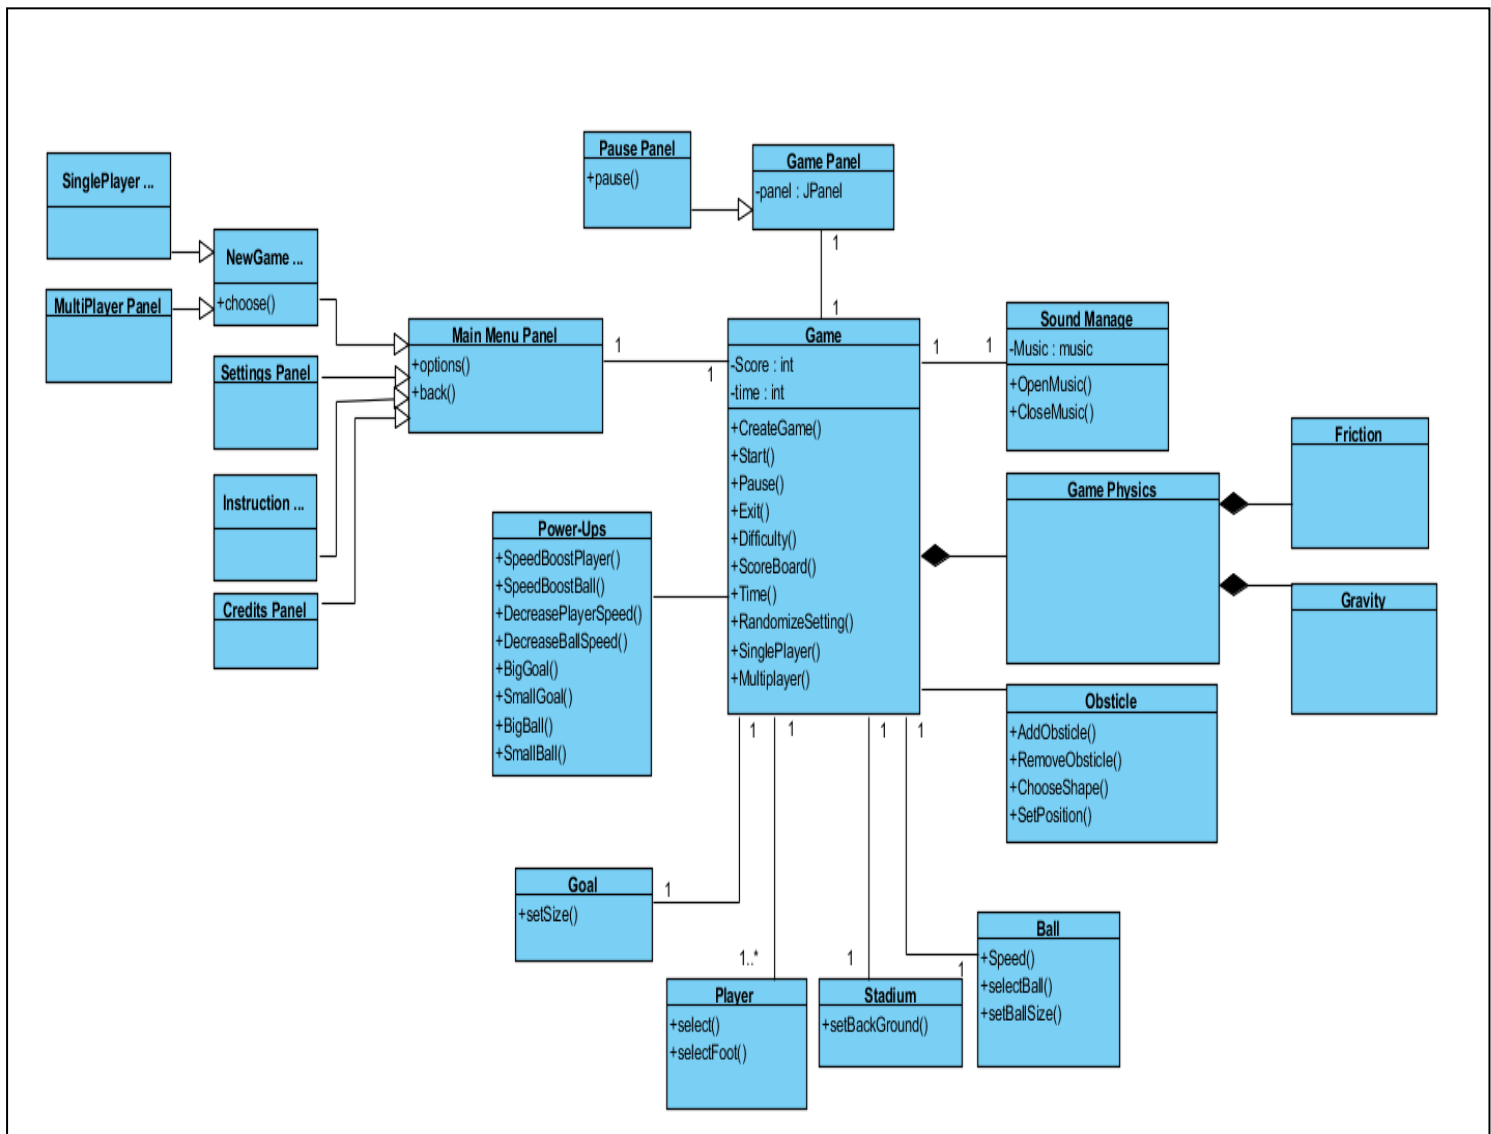 Pause Panel
+pause()
Game Panel
-panel : JPanel
1
1
SinglePlayer ...
NewGame ...
+choose()
MultiPlayer Panel
Main Menu Panel
+options()
+back()
1
1
Settings Panel
Instruction ...
Credits Panel
Game
-Score : int
-time : int
+CreateGame()
+Start()
+Pause()
+Exit()
+Difficulty()
+ScoreBoard()
+Time()
+RandomizeSetting()
+SinglePlayer()
+Multiplayer()
1
1
Sound Manage
-Music : music
+OpenMusic()
+CloseMusic()
Friction
Game Physics
Gravity
Power-Ups
+SpeedBoostPlayer()
+SpeedBoostBall()
+DecreasePlayerSpeed()
+DecreaseBallSpeed()
+BigGoal()
+SmallGoal()
+BigBall()
+SmallBall()
Obsticle
+AddObsticle()
+RemoveObsticle()
+ChooseShape()
+SetPosition()
1
1
1
1
Goal
+setSize()
1
1..*
Player
+select()
+selectFoot()
1
Stadium
+setBackGround()
1
Ball
+Speed()
+selectBall()
+setBallSize()